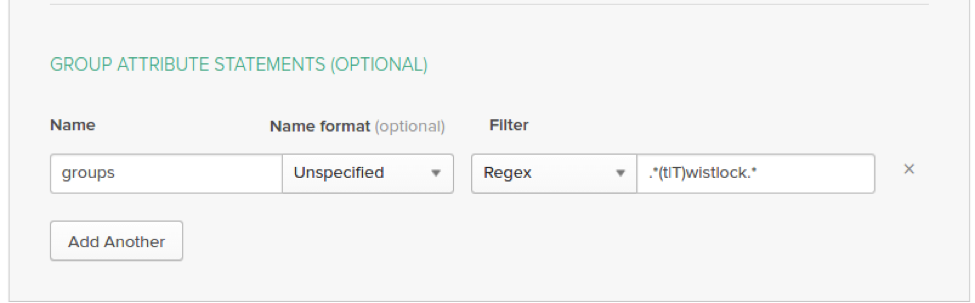 GROUP ATTRIBUTE STATEMENTS (OPTIONAL)
Name Name format (optional) Filter
groups Unspecified Regex .*(t|T)wistlock.*
Add Another